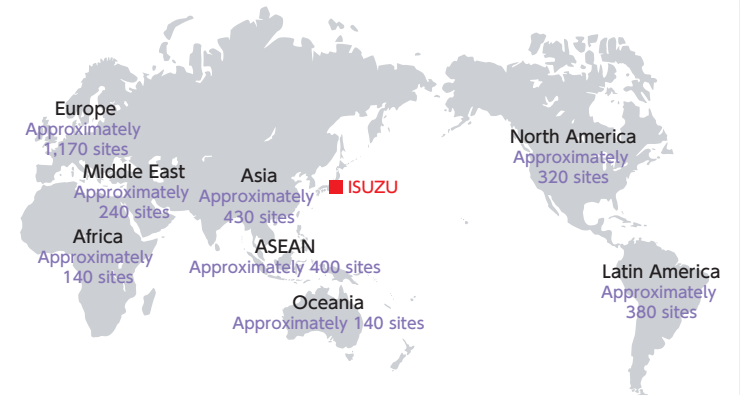 Europe
Approximately
1,170 sites
Middle East
Approximately
240 sites
Africa
Approximately
140 sites
Asia
Approximately
430 sites
ISUZU
ASEAN
Approximately 400 sites
Oceania
Approximately 140 sites
North America
Approximately
320 sites
Latin America
Approximately
380 sites